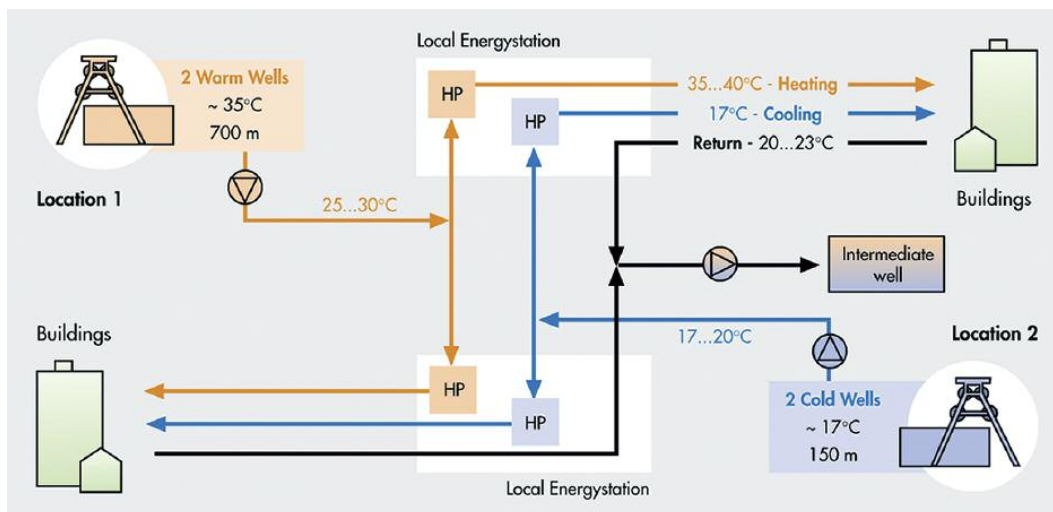 Local Energystation
2 Warm Wells
~ 35°C
700 m
Location 1
HP
HP
35...40°C - Heating
17°C - Cooling
Return - 20...23°C
Buildings
25...30°C
Intermediate
well
Buildings
17...20°C
Location 2
HP
HP
2 Cold Wells
~ 17°C
150 m
Local Energystation